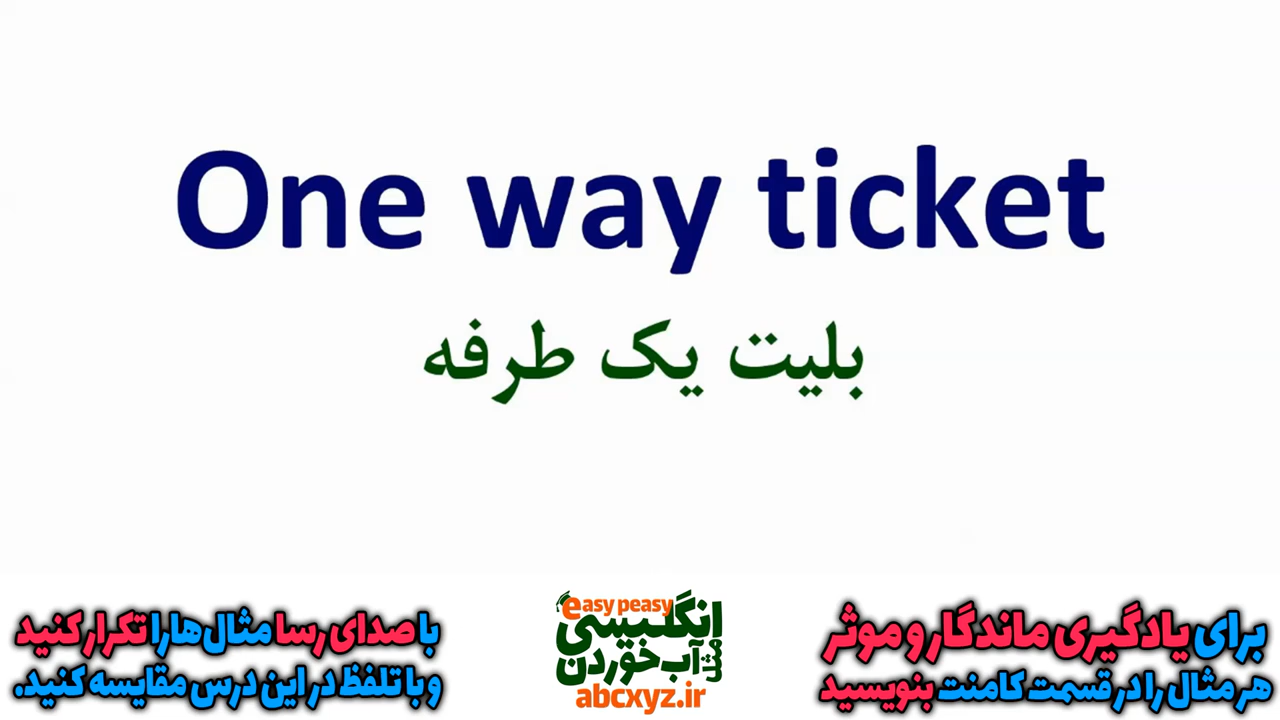 One way ticket
بلیت یک طرفه
برای یادگیری ماندگار و موثر
هر مثال را در قسمت کامنت بنویسید
easy peasy
انگلیسی
مثل آب خوردن
abcxyz.ir
با صدای رسا مثال‌ها را تکرار کنید
و با تلفظ در این درس مقایسه کنید.